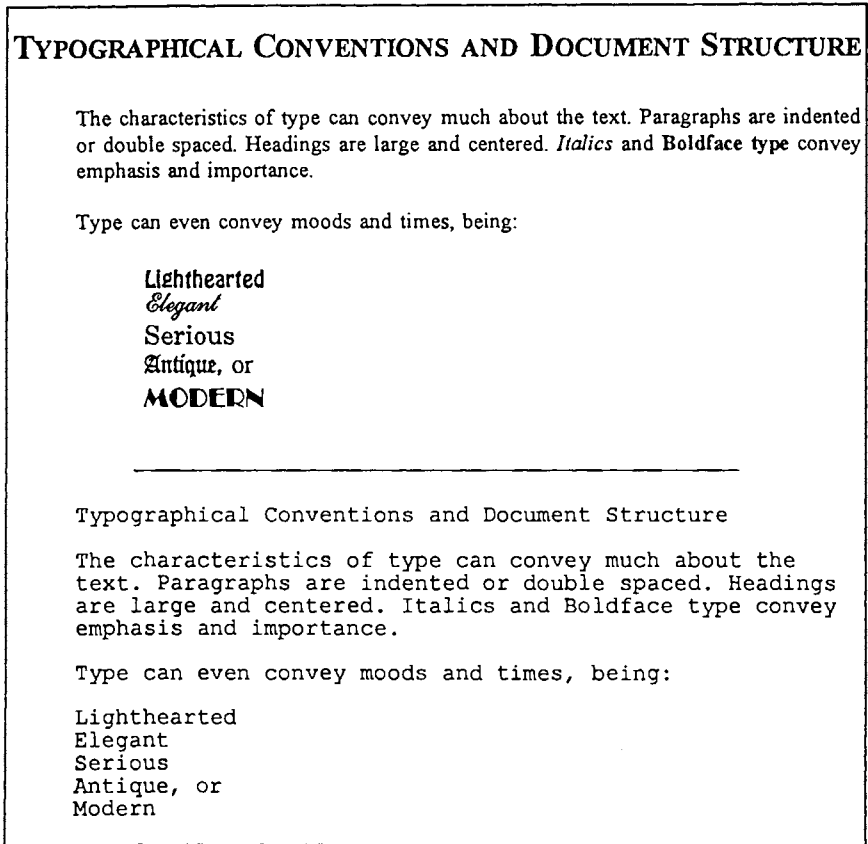 TYPOGRAPHICAL CONVENTIONS AND DOCUMENT STRUCTURE
The characteristics of type can convey much about the text. Paragraphs are indented
or double spaced. Headings are large and centered. Italics and Boldface type convey
emphasis and importance.
Type can even convey moods and times, being:
Lighthearted
Elegant
Serious
Antique, or
MODERN
Typographical Conventions and Document Structure
The characteristics of type can convey much about the
text. Paragraphs are indented or double spaced. Headings
are large and centered. Italics and Boldface type convey
emphasis and importance.
Type can even convey moods and times, being:
Lighthearted
Elegant
Serious
Antique, or
Modern